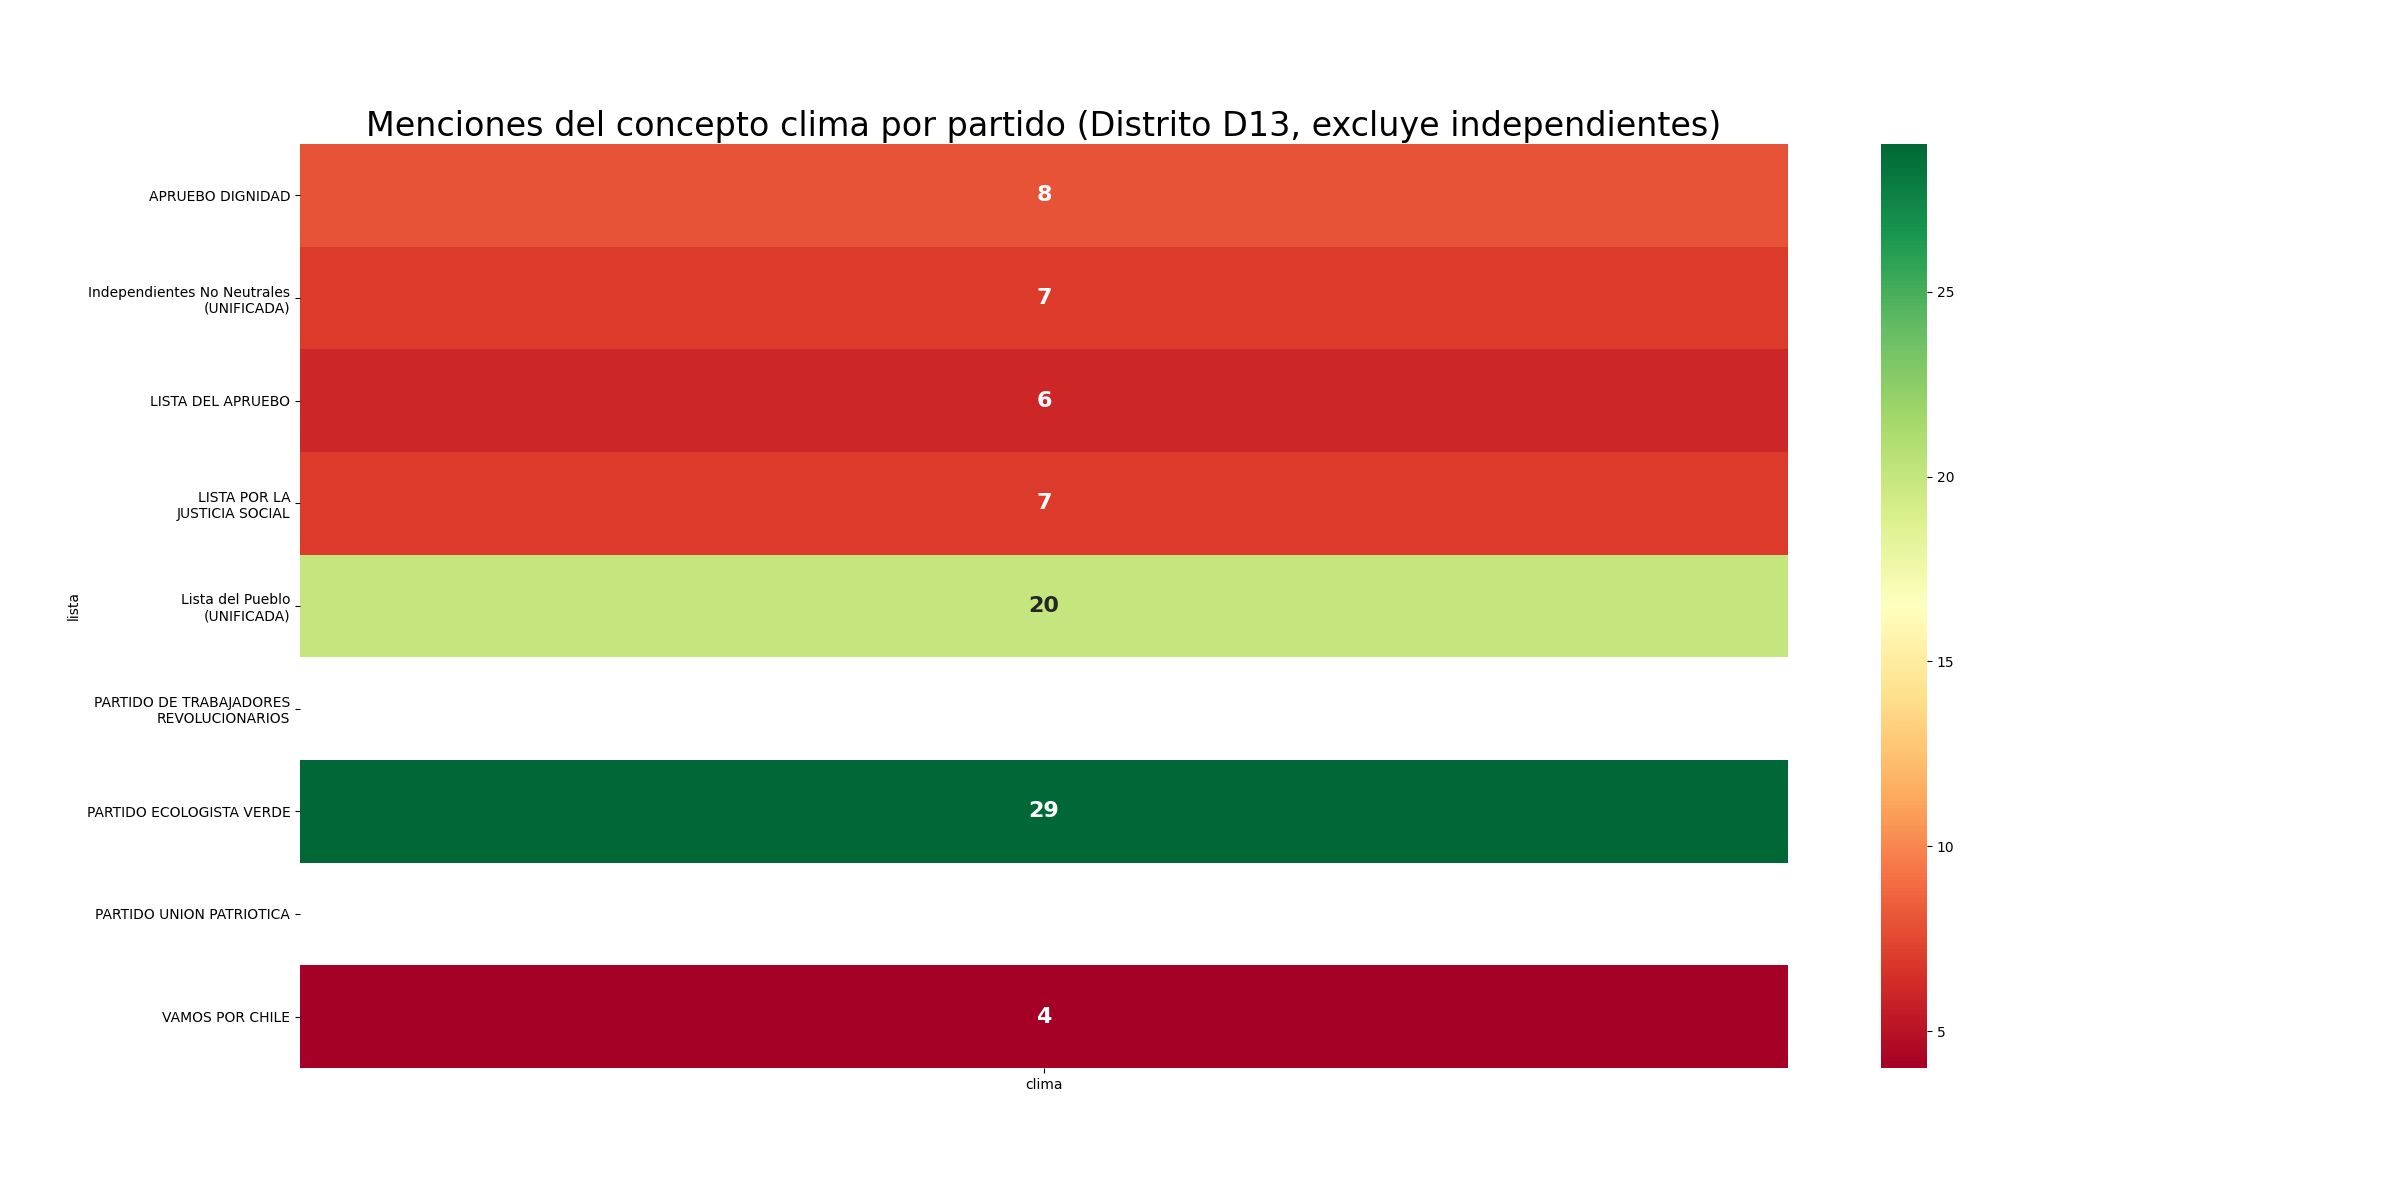 Menciones del concepto clima por partido (Distrito D13, excluye independientes)
APRUEBO DIGNIDAD
8
Independientes No Neutrales
(UNIFICADA)
7
LISTA DEL APRUEBO
6
LISTA POR LA
JUSTICIA SOCIAL
7
Lista del Pueblo
(UNIFICADA)
20
PARTIDO DE TRABAJADORES
REVOLUCIONARIOS
PARTIDO ECOLOGISTA VERDE
29
PARTIDO UNION PATRIOTICA
VAMOS POR CHILE
4
lista
clima
25
20
15
10
5